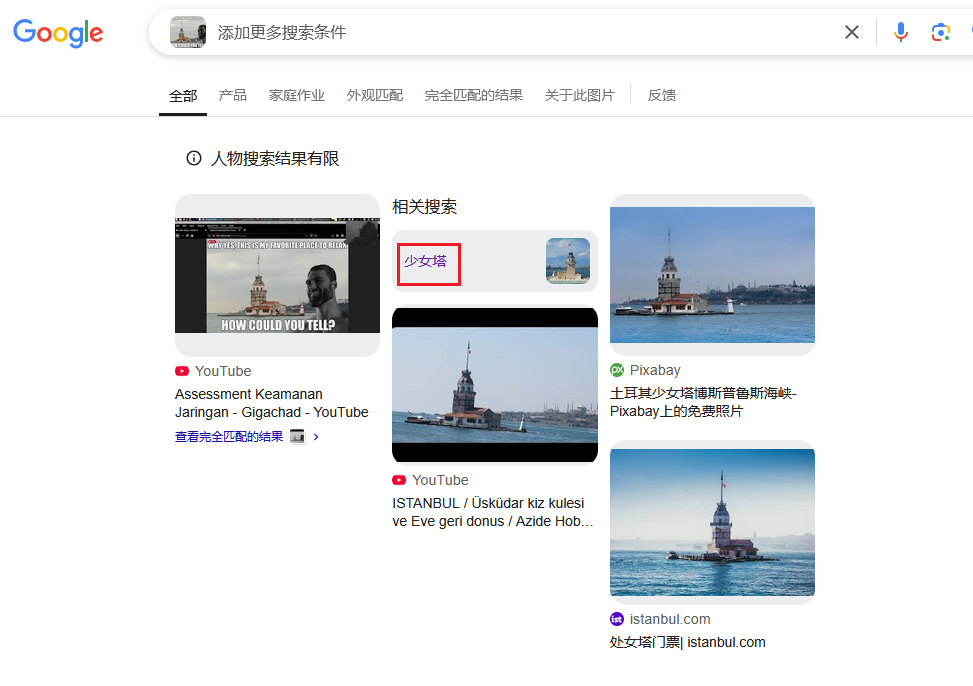 Google
添加更多搜索条件
全部 产品 家庭作业 外观匹配 完全匹配的结果 关于此图片 反馈
人物搜索结果有限
WHY YES, THIS IS MY FAVORITE PLACE TO RELAX
HOW COULD YOU TELL?
YouTube
Assessment Keamanan
Jaringan - Gigachad - YouTube
查看完全匹配的结果
相关搜索
少女塔
YouTube
ISTANBUL / Üsküdar kiz kulesi
ve Eve geri donus / Azide Hob…
px Pixabay
土耳其少女塔博斯普鲁斯海峡-
Pixabay上的免费照片
ist istanbul.com
处女塔门票| istanbul.com